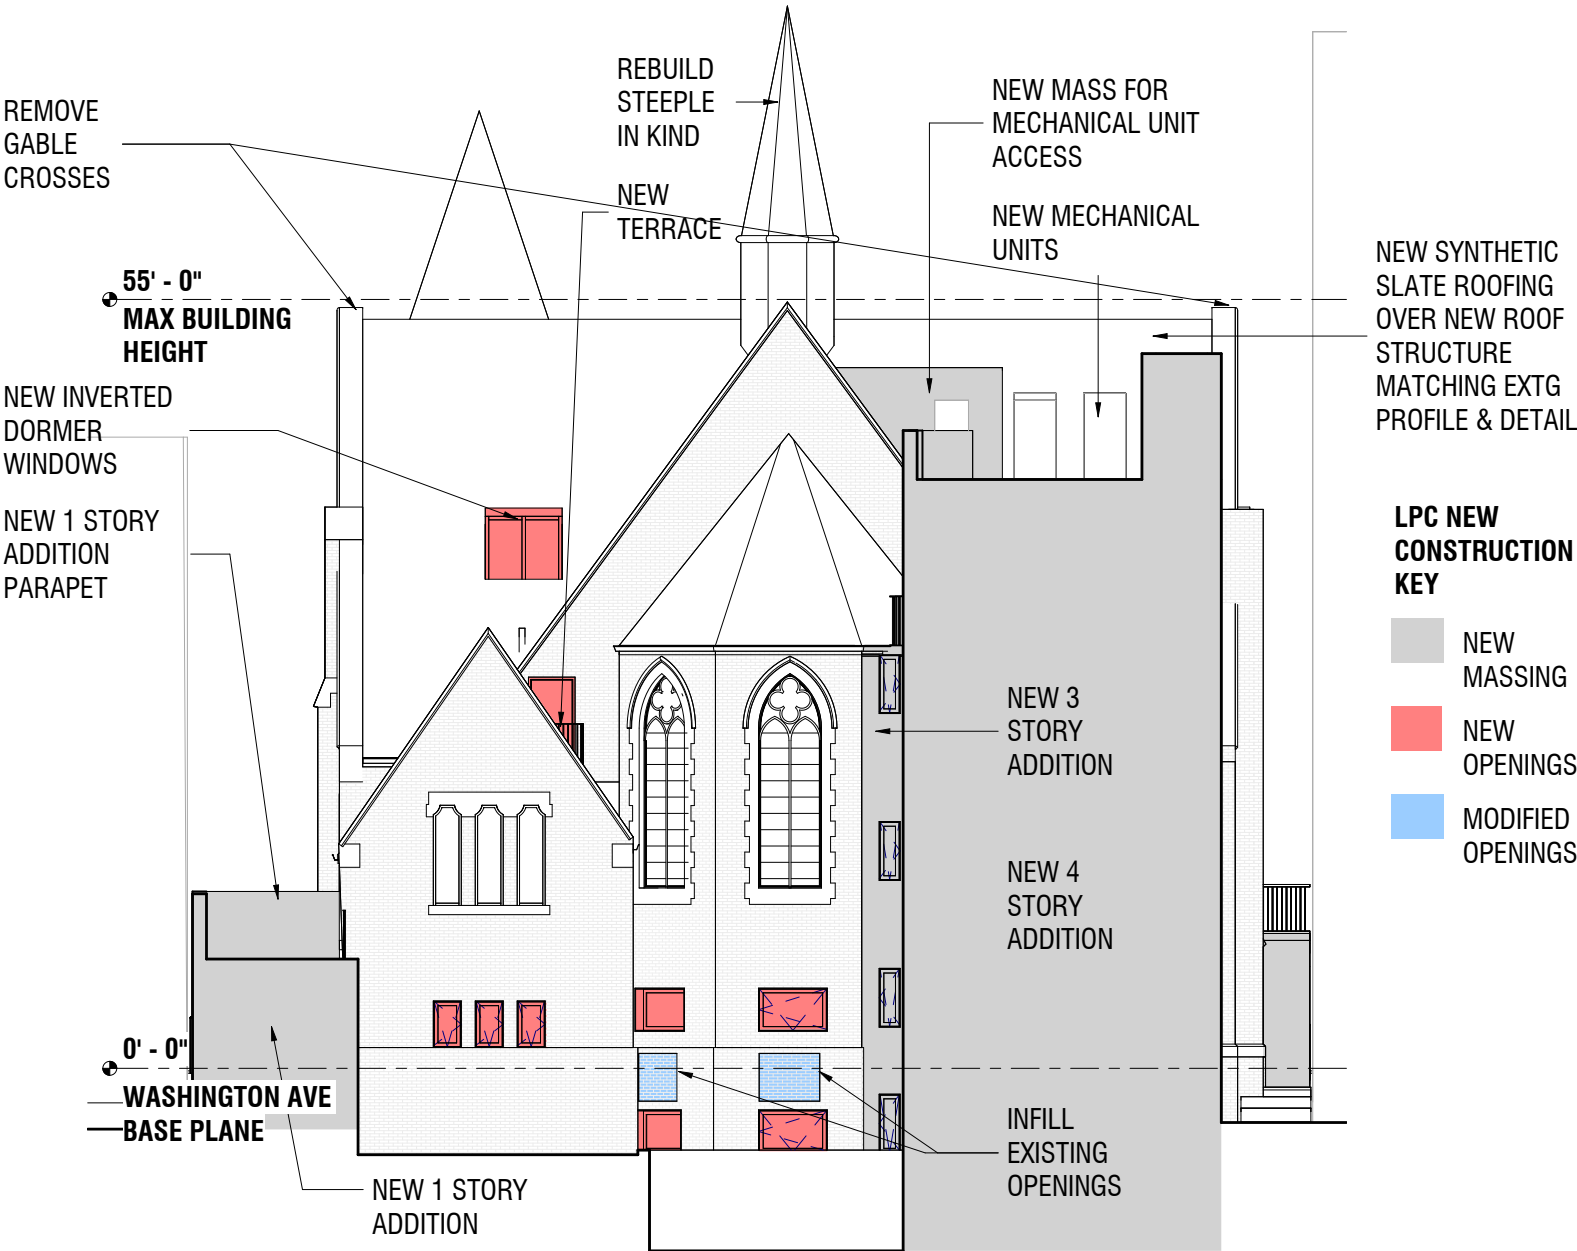 REMOVE
GABLE
CROSSES
REBUILD
STEEPLE
IN KIND
NEW
TERRACE
NEW MASS FOR
MECHANICAL UNIT
ACCESS
NEW MECHANICAL
UNITS
NEW SYNTHETIC
SLATE ROOFING
OVER NEW ROOF
STRUCTURE
MATCHING EXTG
PROFILE & DETAIL
55' - 0"
MAX BUILDING
HEIGHT
NEW INVERTED
DORMER
WINDOWS
NEW 1 STORY
ADDITION
PARAPET
LPC NEW
CONSTRUCTION
KEY
NEW
MASSING
NEW
OPENINGS
MODIFIED
OPENINGS
NEW 3
STORY
ADDITION
NEW 4
STORY
ADDITION
0' - 0"
WASHINGTON AVE
BASE PLANE
INFILL
EXISTING
OPENINGS
NEW 1 STORY
ADDITION